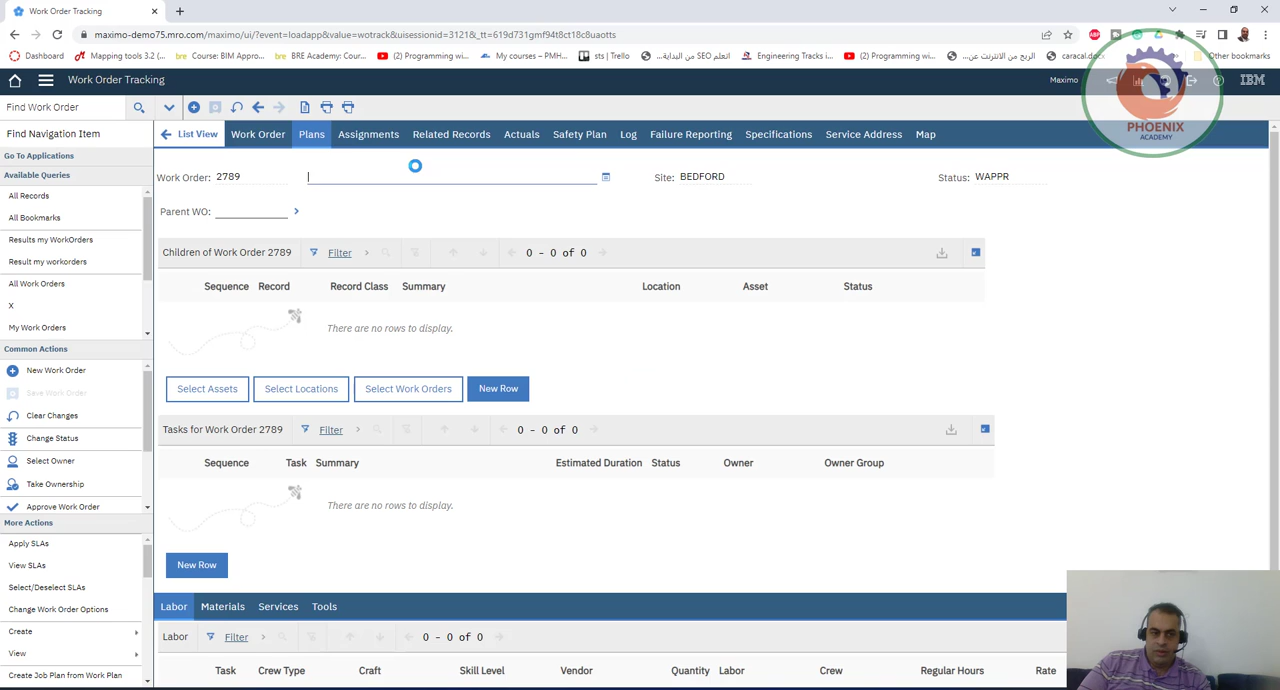 Work Order Tracking
maximo-demo75.mro.com/maximo/ui/?event=loadapp&value=wotrack&uisessionid=3121&_tt=619d731gmf94t8ct18c8uaotts
Dashboard Mapping tools 3.2 (... Course: BIM Appro... BRE Academy: Cour... (2) Programming wi... My courses – PMH... sts | Trello اتعلم SEO من البداية... Engineering Tracks i... (2) Programming wi... الربح من الانترنت عن... caracal.docx Other bookmarks
Work Order Tracking Maximo IBM
Find Work Order
PHOENIX
ACADEMY
Find Navigation Item
List View Work Order Plans Assignments Related Records Actuals Safety Plan Log Failure Reporting Specifications Service Address Map
Go To Applications
Available Queries
All Records
All Bookmarks
Results my WorkOrders
Result my workorders
All Work Orders
X
My Work Orders
Common Actions
New Work Order
Save Work Order
Clear Changes
Change Status
Select Owner
Take Ownership
Approve Work Order
More Actions
Apply SLAs
View SLAs
Select/Deselect SLAs
Change Work Order Options
Create
View
Create Job Plan from Work Plan
Work Order: 2789 Site: BEDFORD Status: WAPPR
Parent WO:
Children of Work Order 2789 Filter 0 - 0 of 0
Sequence Record Record Class Summary Location Asset Status
There are no rows to display.
Select Assets Select Locations Select Work Orders New Row
Tasks for Work Order 2789 Filter 0 - 0 of 0
Sequence Task Summary Estimated Duration Status Owner Owner Group
There are no rows to display.
New Row
Labor Materials Services Tools
Labor Filter 0 - 0 of 0
Task Crew Type Craft Skill Level Vendor Quantity Labor Crew Regular Hours Rate